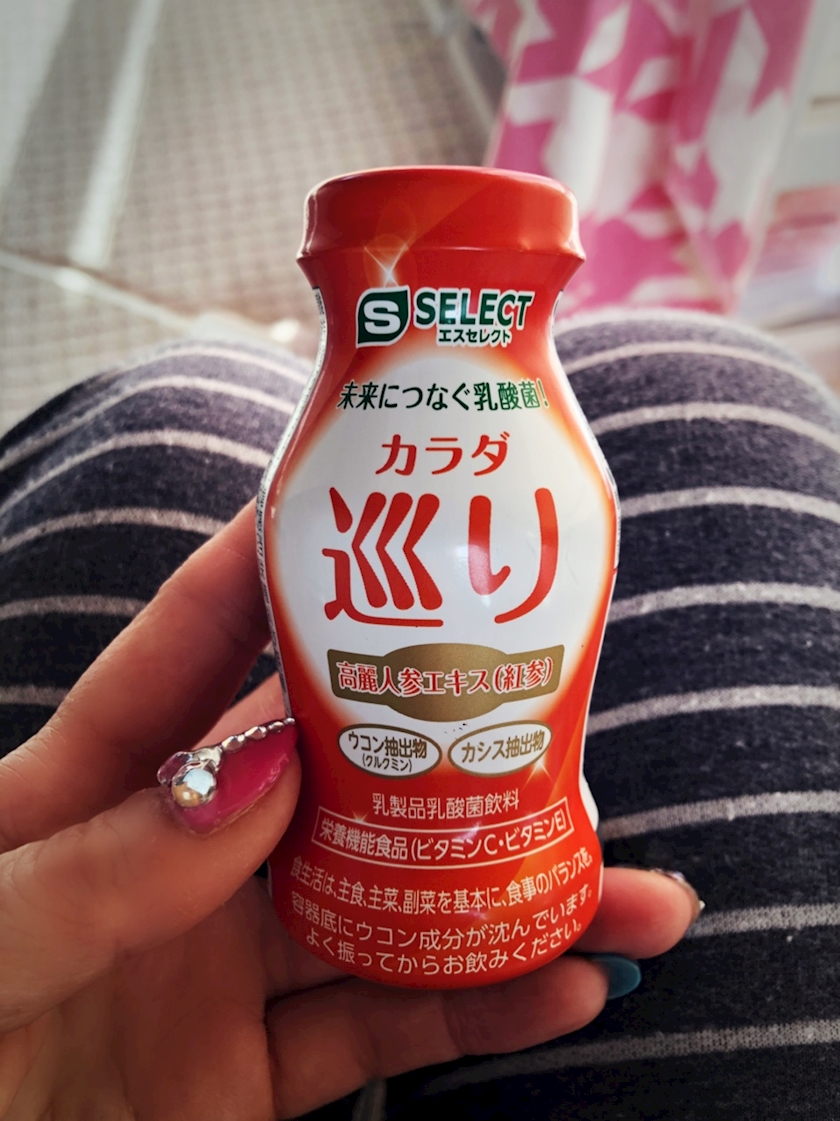 S SELECT
エスセレクト
未来につなぐ乳酸菌!
カラダ
巡り
高麗人参エキス(紅参)
ウコン抽出物
(クルクミン)
カシス抽出物
乳製品乳酸菌飲料
栄養機能食品(ビタミンC・ビタミンE)
食生活は、主食、主菜、副菜を基本に、食事のバランスを。
容器底にウコン成分が沈んでいます。
よく振ってからお飲みください。